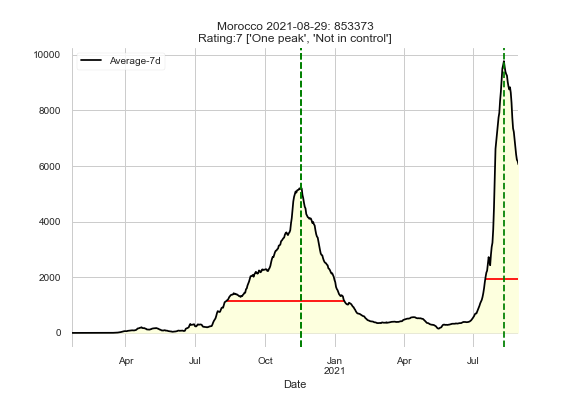 Morocco 2021-08-29: 853373
Rating:7 ['One peak', 'Not in control']
10000
Average-7d
8000
6000
4000
2000
0
Apr Jul Oct Jan Apr Jul
2021
Date